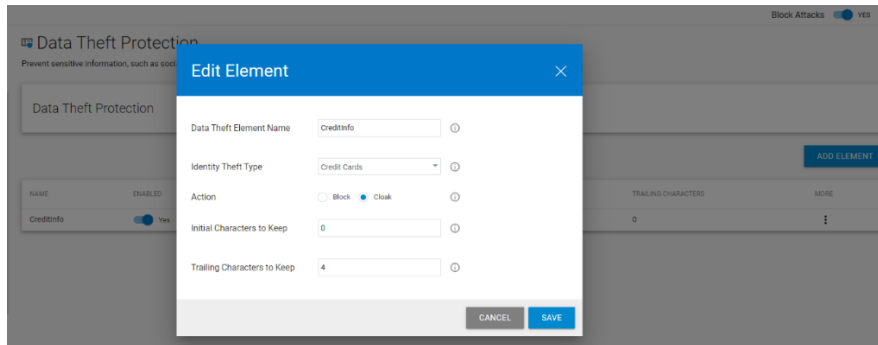 Block Attacks YES
Data Theft Protection
Prevent sensitive information, such as soci
Data Theft Protection
ADD ELEMENT
NAME ENABLED TRAILING CHARACTERS MORE
CreditInfo Yes 0
Edit Element
Data Theft Element Name CreditInfo
Identity Theft Type Credit Cards
Action Block Cloak
Initial Characters to Keep 0
Trailing Characters to Keep 4
CANCEL SAVE